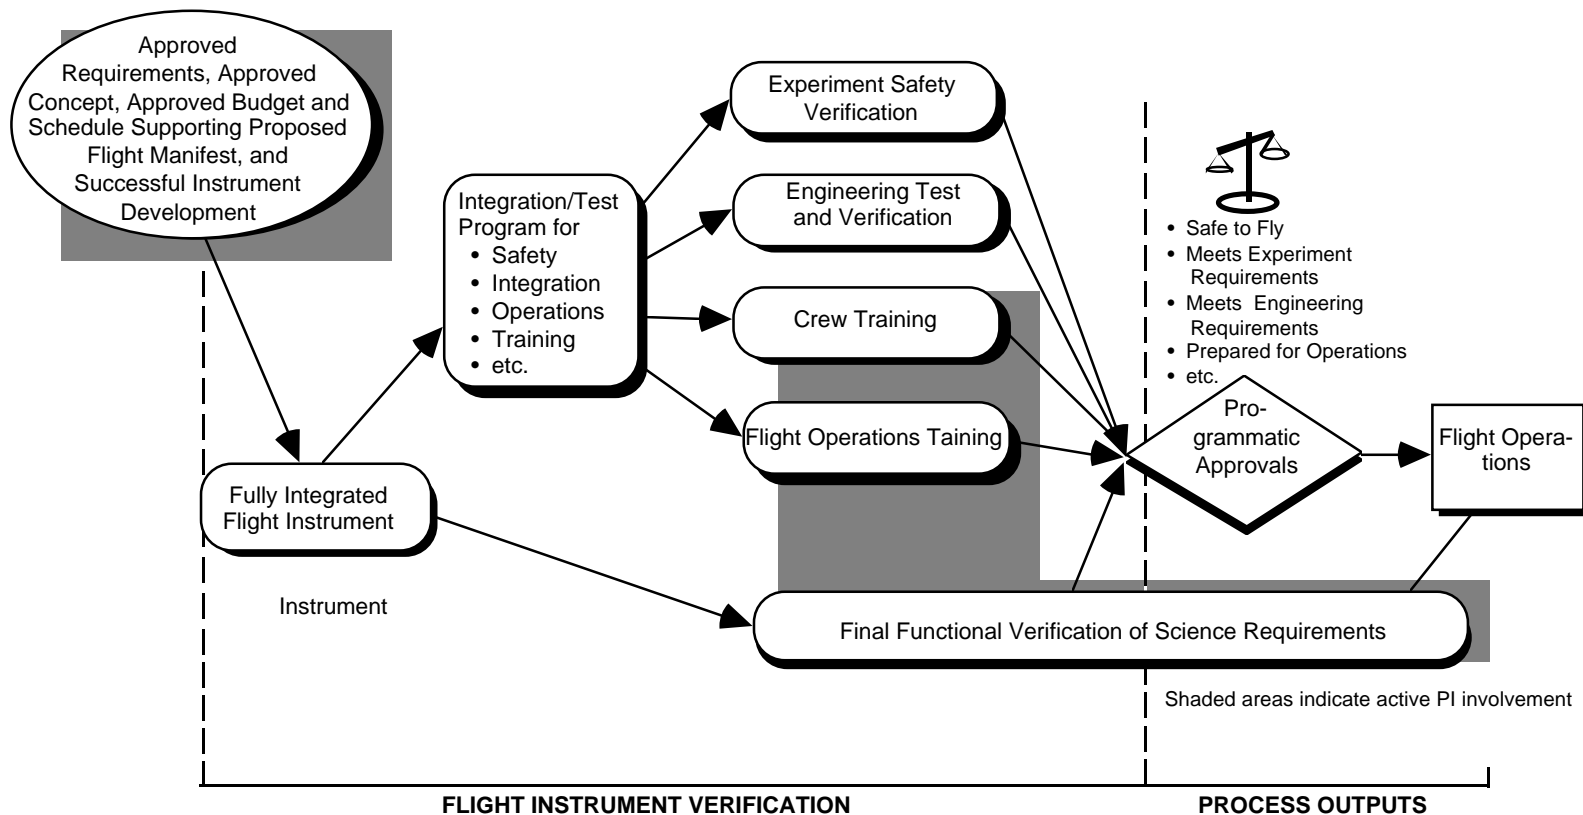 Approved
Requirements, Approved
Concept, Approved Budget and
Schedule Supporting Proposed
Flight Manifest, and
Successful Instrument
Development
Fully Integrated
Flight Instrument
Instrument
Integration/Test
Program for
• Safety
• Integration
• Operations
• Training
• etc.
Experiment Safety
Verification
Engineering Test
and Verification
Crew Training
Flight Operations Taining
Final Functional Verification of Science Requirements
• Safe to Fly
• Meets Experiment
Requirements
• Meets Engineering
Requirements
• Prepared for Operations
• etc.
Pro-
grammatic
Approvals
Flight Opera-
tions
Shaded areas indicate active PI involvement
FLIGHT INSTRUMENT VERIFICATION
PROCESS OUTPUTS